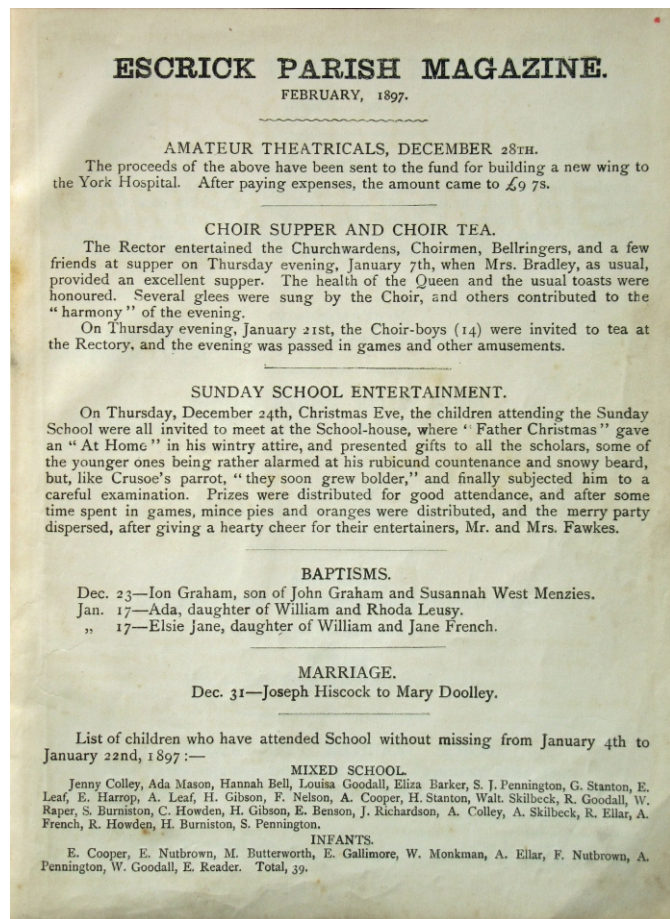 ESCRICK PARISH MAGAZINE.
FEBRUARY, 1897.
AMATEUR THEATRICALS, DECEMBER 28TH.
The proceeds of the above have been sent to the fund for building a new wing to
the York Hospital. After paying expenses, the amount came to £9 7s.
CHOIR SUPPER AND CHOIR TEA.
The Rector entertained the Churchwardens, Choirmen, Bellringers, and a few
friends at supper on Thursday evening, January 7th, when Mrs. Bradley, as usual,
provided an excellent supper. The health of the Queen and the usual toasts were
honoured. Several glees were sung by the Choir, and others contributed to the
“ harmony ” of the evening.
On Thursday evening, January 21st, the Choir-boys (14) were invited to tea at
the Rectory, and the evening was passed in games and other amusements.
SUNDAY SCHOOL ENTERTAINMENT.
On Thursday, December 24th, Christmas Eve, the children attending the Sunday
School were all invited to meet at the School-house, where “ Father Christmas ” gave
an “ At Home ” in his wintry attire, and presented gifts to all the scholars, some of
the younger ones being rather alarmed at his rubicund countenance and snowy beard,
but, like Crusoe's parrot, “ they soon grew bolder,” and finally subjected him to a
careful examination. Prizes were distributed for good attendance, and after some
time spent in games, mince pies and oranges were distributed, and the merry party
dispersed, after giving a hearty cheer for their entertainers, Mr. and Mrs. Fawkes.
BAPTISMS.
Dec. 23—Ion Graham, son of John Graham and Susannah West Menzies.
Jan. 17—Ada, daughter of William and Rhoda Leusy.
„ 17—Elsie Jane, daughter of William and Jane French.
MARRIAGE.
Dec. 31—Joseph Hiscock to Mary Doolley.
List of children who have attended School without missing from January 4th to
January 22nd, 1897 :—
MIXED SCHOOL.
Jenny Colley, Ada Mason, Hannah Bell, Louisa Goodall, Eliza Barker, S. J. Pennington, G. Stanton, E.
Leaf, E. Harrop, A. Leaf, H. Gibson, F. Nelson, A. Cooper, H. Stanton, Walt. Skilbeck, R. Goodall, W.
Raper, S. Burniston, C. Howden, H. Gibson, E. Benson, J. Richardson, A. Colley, A. Skilbeck, R. Ellar, A.
French, R. Howden, H. Burniston, S. Pennington.
INFANTS.
E. Cooper, E. Nutbrown, M. Butterworth, E. Gallimore, W. Monkman, A. Ellar, F. Nutbrown, A.
Pennington, W. Goodall, E. Reader. Total, 39.